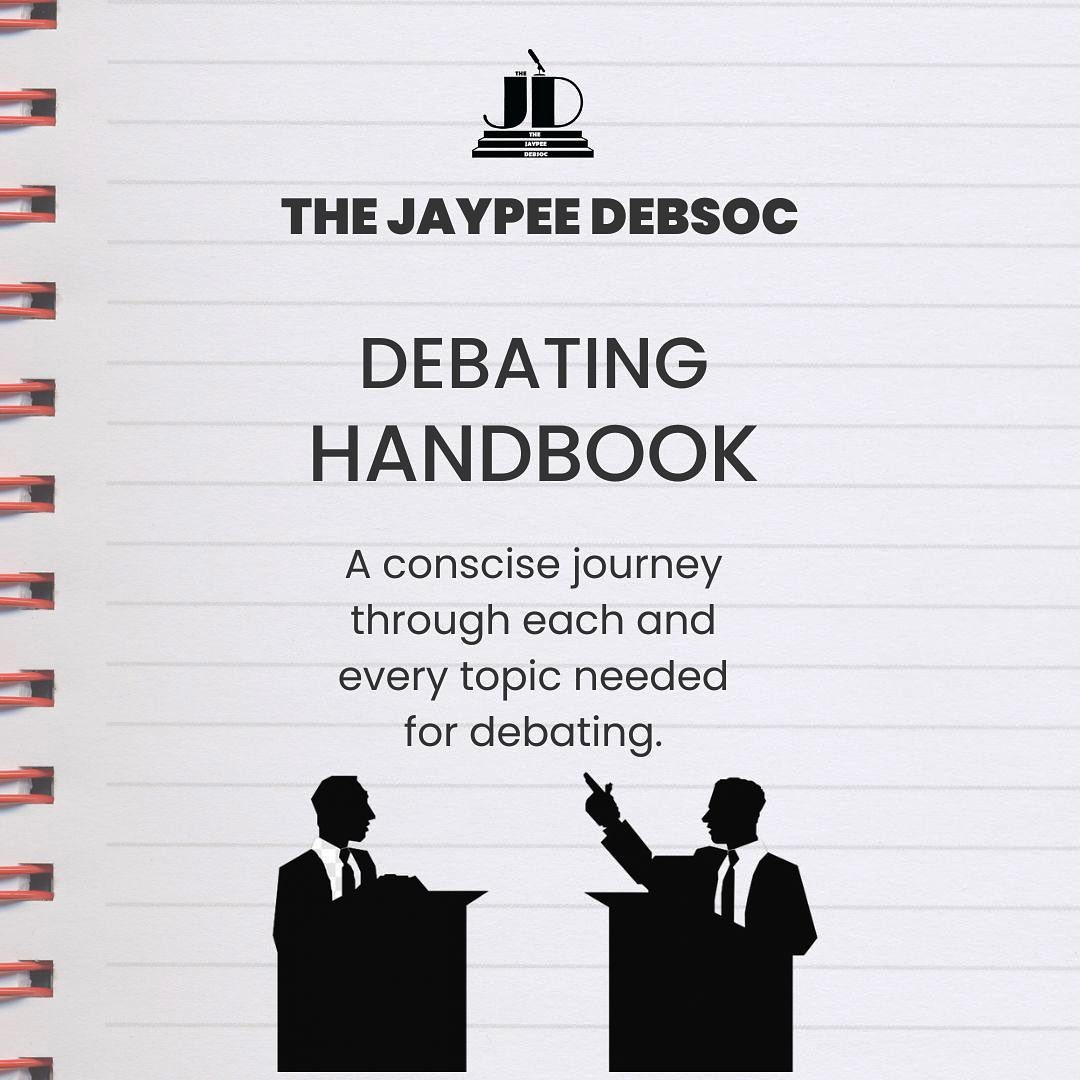 THE
JD
THE
JAYPEE
DEBSOC
THE JAYPEE DEBSOC
DEBATING
HANDBOOK
A conscise journey
through each and
every topic needed
for debating.